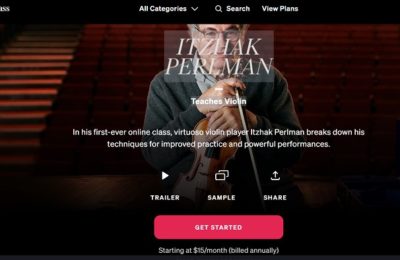 ass All Categories Search View Plans
ITZHAK
PERLMAN
Teaches Violin
In his first-ever online class, virtuoso violin player Itzhak Perlman breaks down his
techniques for improved practice and powerful performances.
TRAILER SAMPLE SHARE
GET STARTED
Starting at $15/month (billed annually)